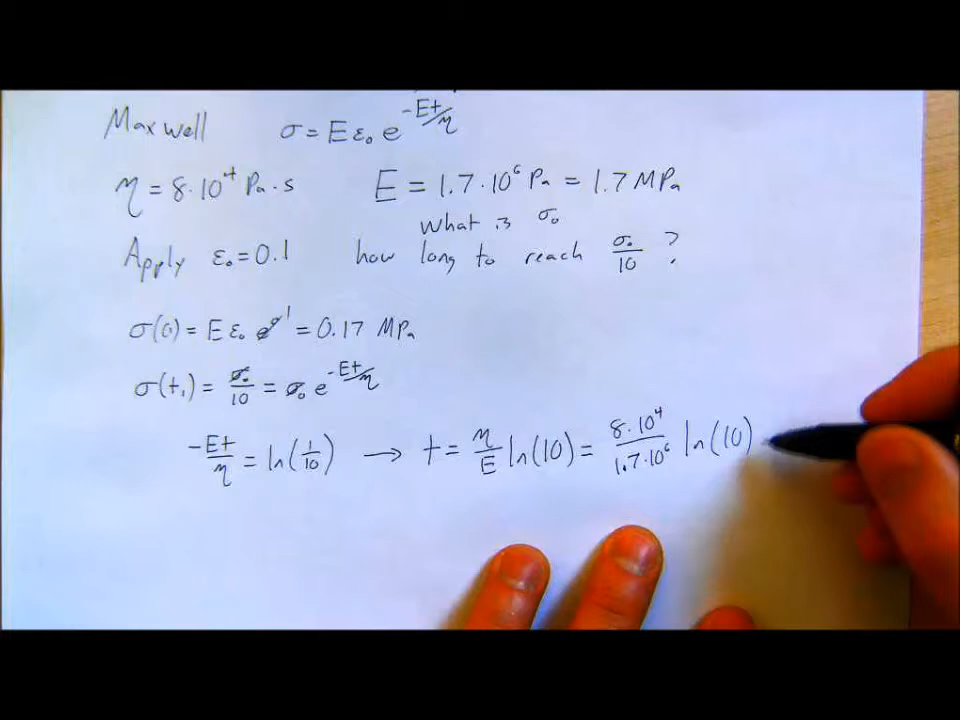 Maxwell σ = E ε₀ e^(-Et/η)
η = 8·10⁴ Pa·s E = 1.7·10⁶ Pa = 1.7 MPa
What is σ₀
Apply ε₀ = 0.1 how long to reach σ₀/10 ?
σ(0) = E ε₀ e⁰ ¹ = 0.17 MPa
σ(t₁) = σ₀/10 = σ₀ e^(-Et/η)
-Et/η = ln(1/10) → t = η/E ln(10) = 8·10⁴/1.7·10⁶ ln(10)